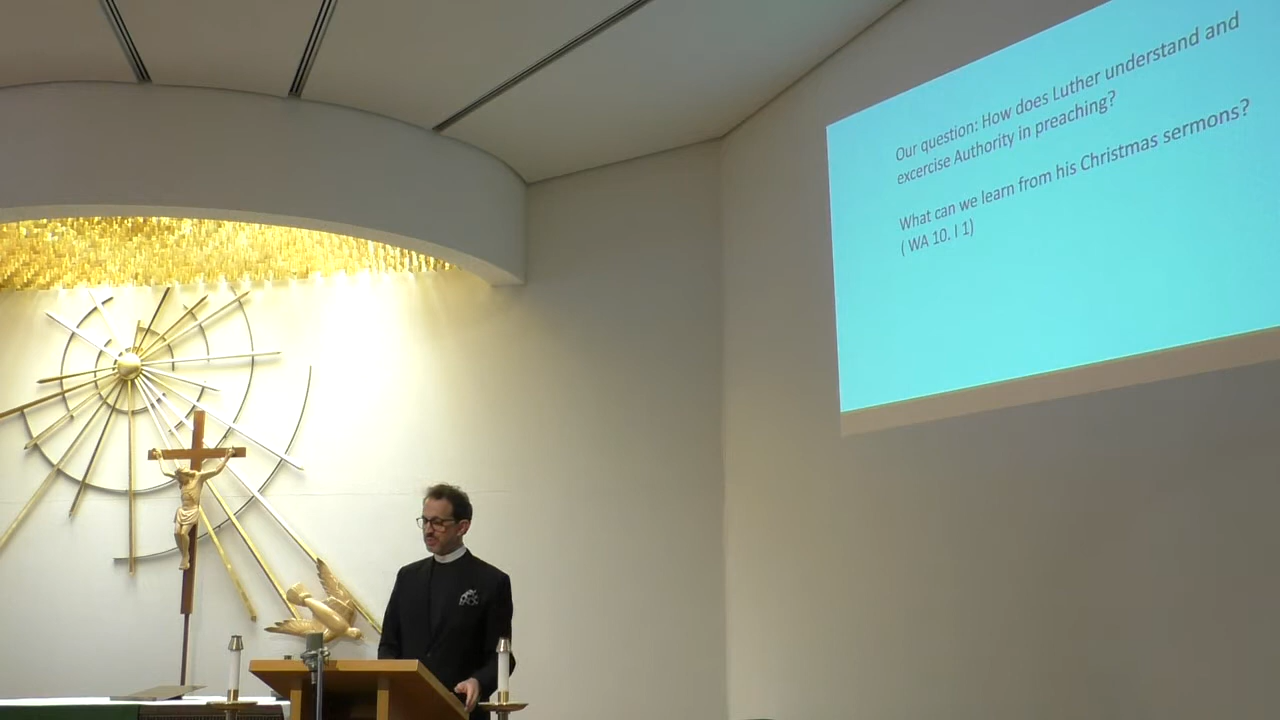 Our question: How does Luther understand and
excercise Authority in preaching?
What can we learn from his Christmas sermons?
( WA 10. I 1)